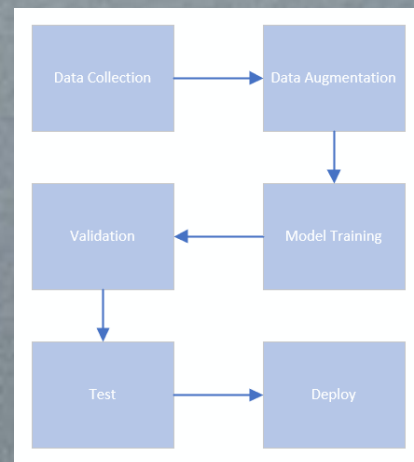 Data Collection
Data Augmentation
Model Training
Validation
Test
Deploy